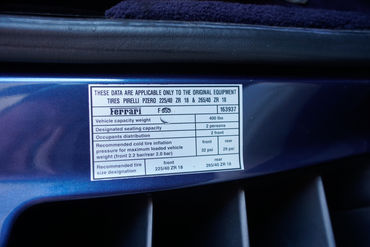 THESE DATA ARE APPLICABLE ONLY TO THE ORIGINAL EQUIPMENT
TIRES PIRELLI PZERO 225/40 ZR 18 & 265/40 ZR 18
Ferrari 163937
Vehicle capacity weight 400 lbs
Designated seating capacity 2 persons
Occupants distribution 2 front
Recommended cold tire inflation front rear
pressure for maximum loaded vehicle 32 psi 29 psi
weight (front 2.2 bar/rear 2.0 bar)
Recommended tire front rear
size designation 225/40 ZR 18 265/40 ZR 18